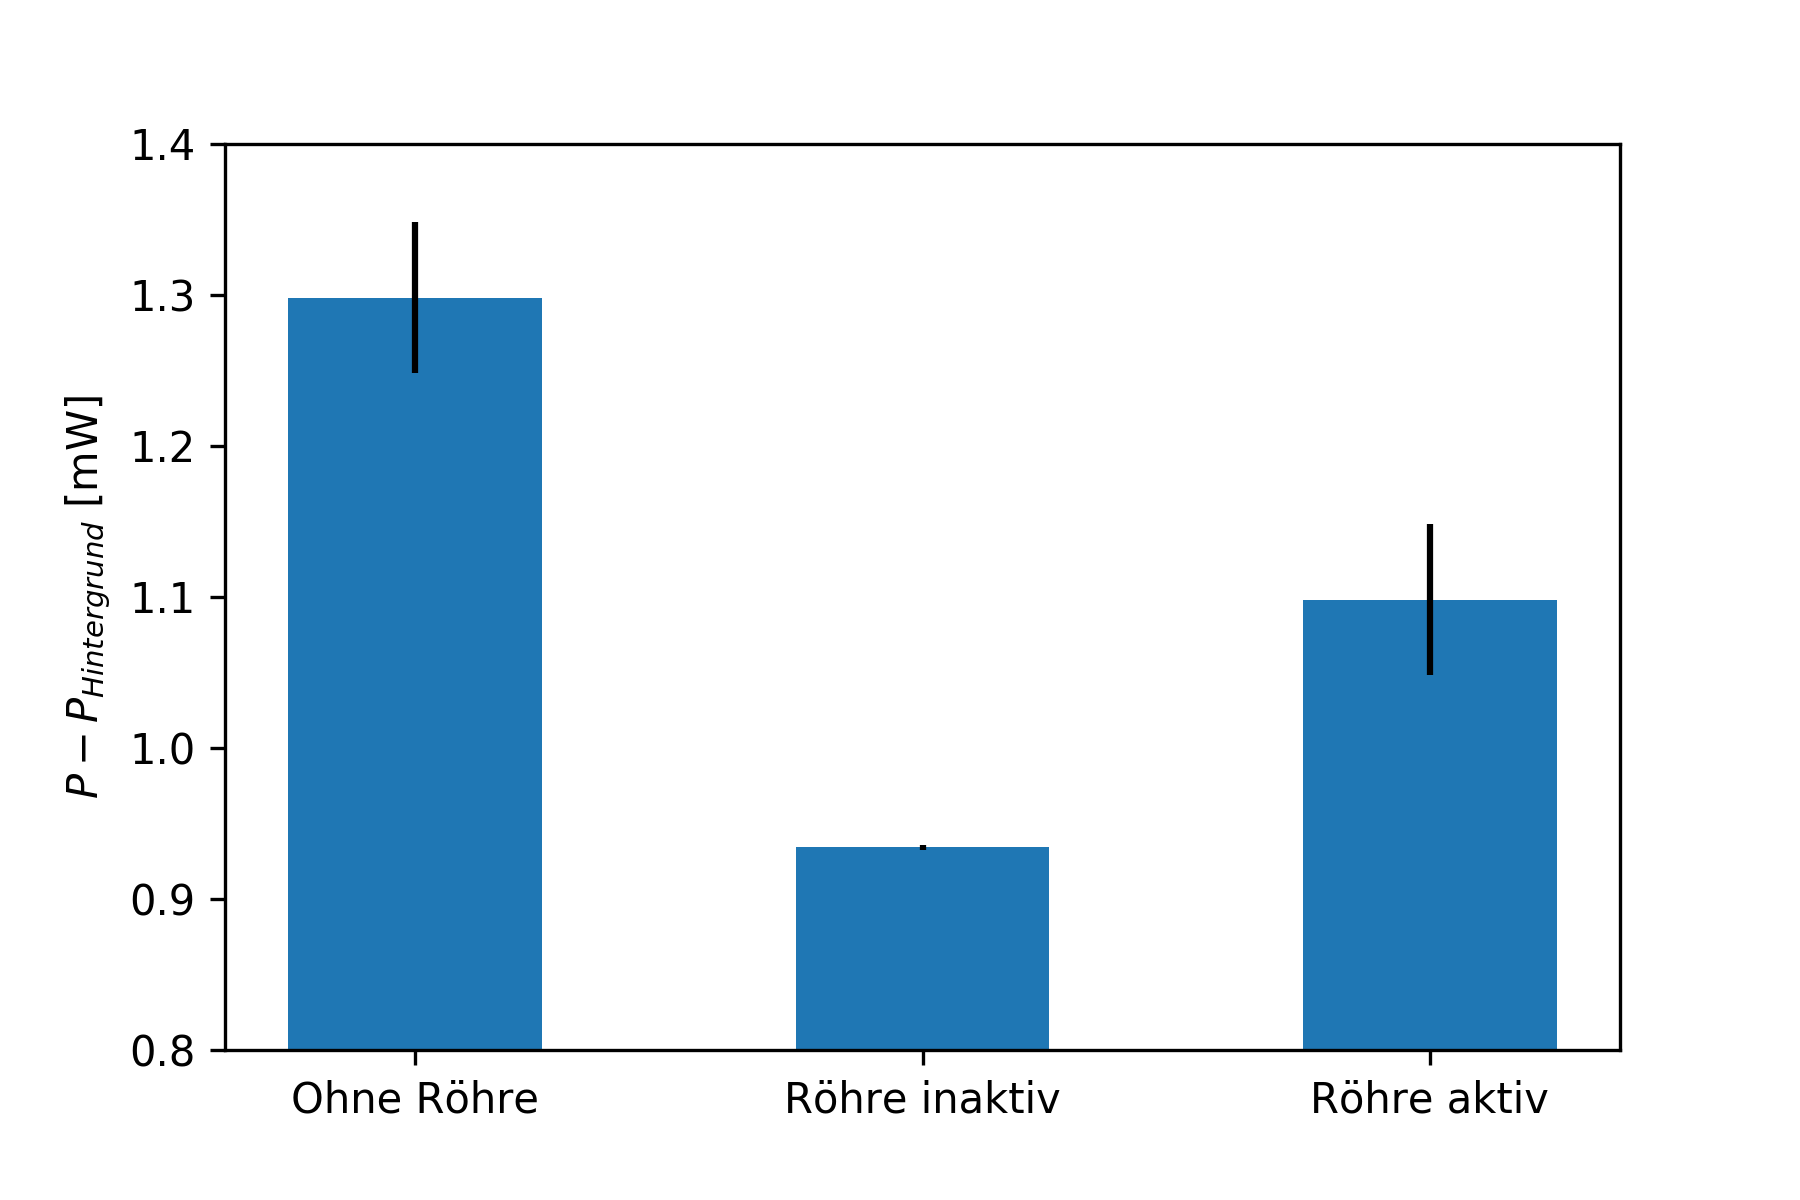 1.4
1.3
1.2
1.1
1.0
0.9
0.8
P − P_Hintergrund [mW]
Ohne Röhre
Röhre inaktiv
Röhre aktiv